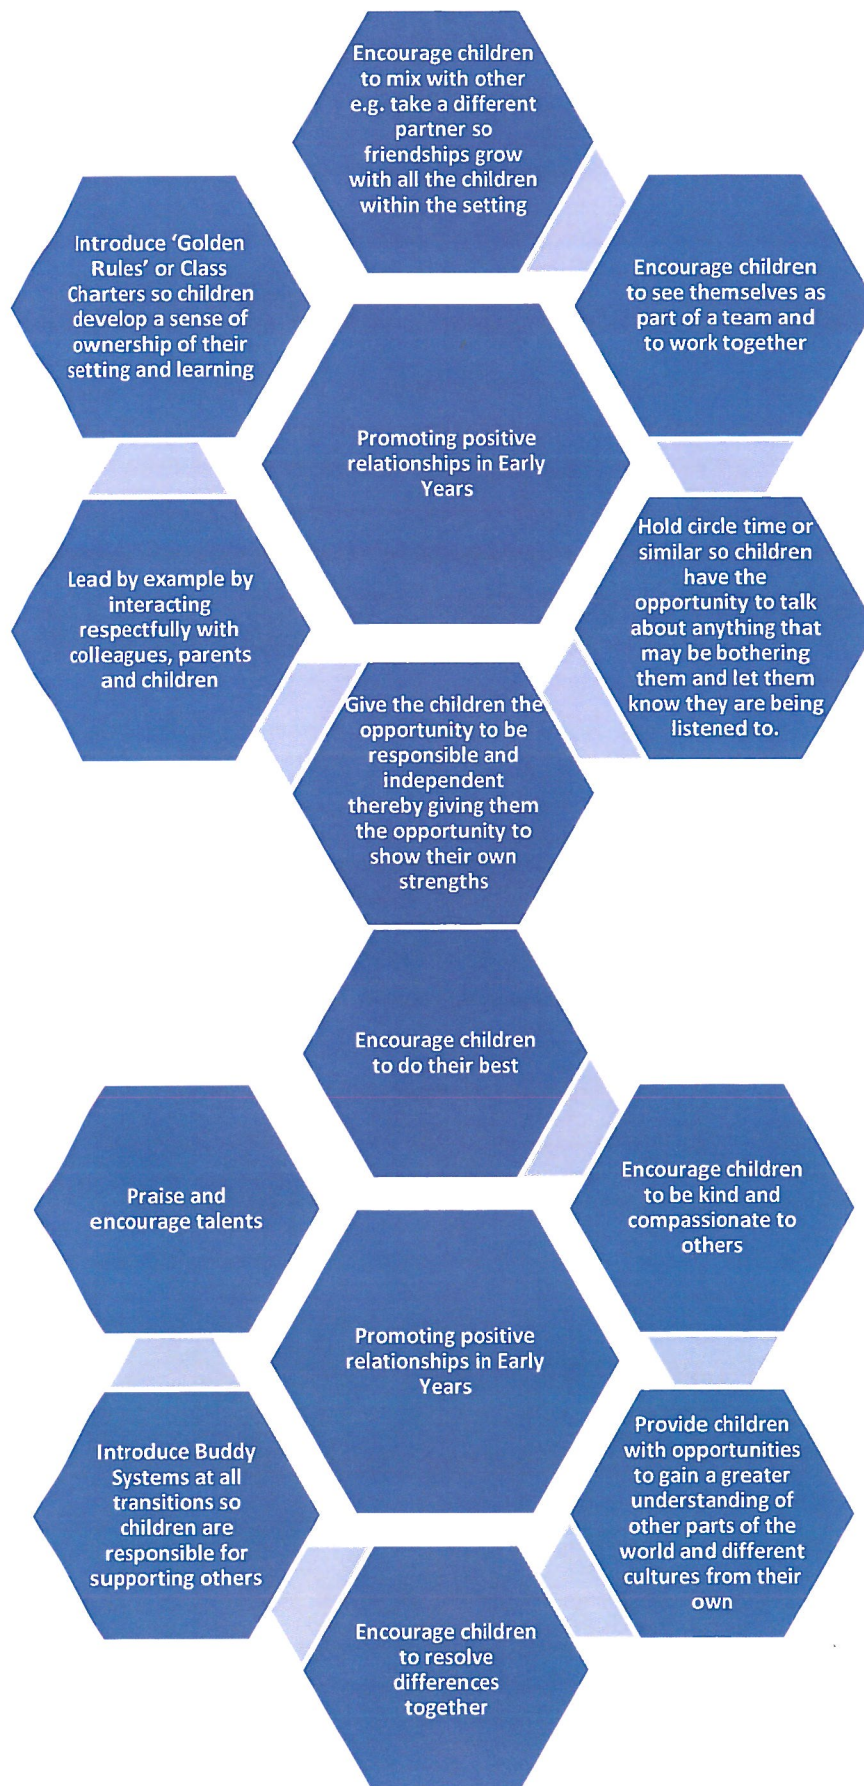 Encourage children
to mix with other
e.g. take a different
partner so
friendships grow
with all the children
within the setting
Introduce ‘Golden
Rules’ or Class
Charters so children
develop a sense of
ownership of their
setting and learning
Encourage children
to see themselves as
part of a team and
to work together
Promoting positive
relationships in Early
Years
Lead by example by
interacting
respectfully with
colleagues, parents
and children
Hold circle time or
similar so children
have the
opportunity to talk
about anything that
may be bothering
them and let them
know they are being
listened to.
Give the children the
opportunity to be
responsible and
independent
thereby giving them
the opportunity to
show their own
strengths
Encourage children
to do their best
Praise and
encourage talents
Encourage children
to be kind and
compassionate to
others
Promoting positive
relationships in Early
Years
Introduce Buddy
Systems at all
transitions so
children are
responsible for
supporting others
Provide children
with opportunities
to gain a greater
understanding of
other parts of the
world and different
cultures from their
own
Encourage children
to resolve
differences
together